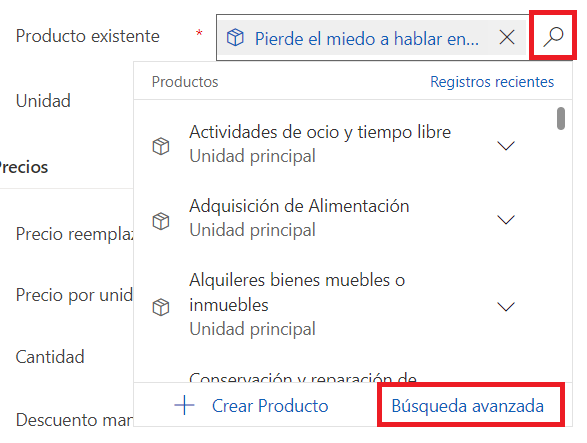 Producto existente * Pierde el miedo a hablar en...
Productos Registros recientes
Unidad
Actividades de ocio y tiempo libre
Unidad principal
Precios
Adquisición de Alimentación
Unidad principal
Precio reemplaz
Alquileres bienes muebles o
inmuebles
Unidad principal
Precio por unid
Cantidad
Conservación y reparación de
Crear Producto Búsqueda avanzada
Descuento man